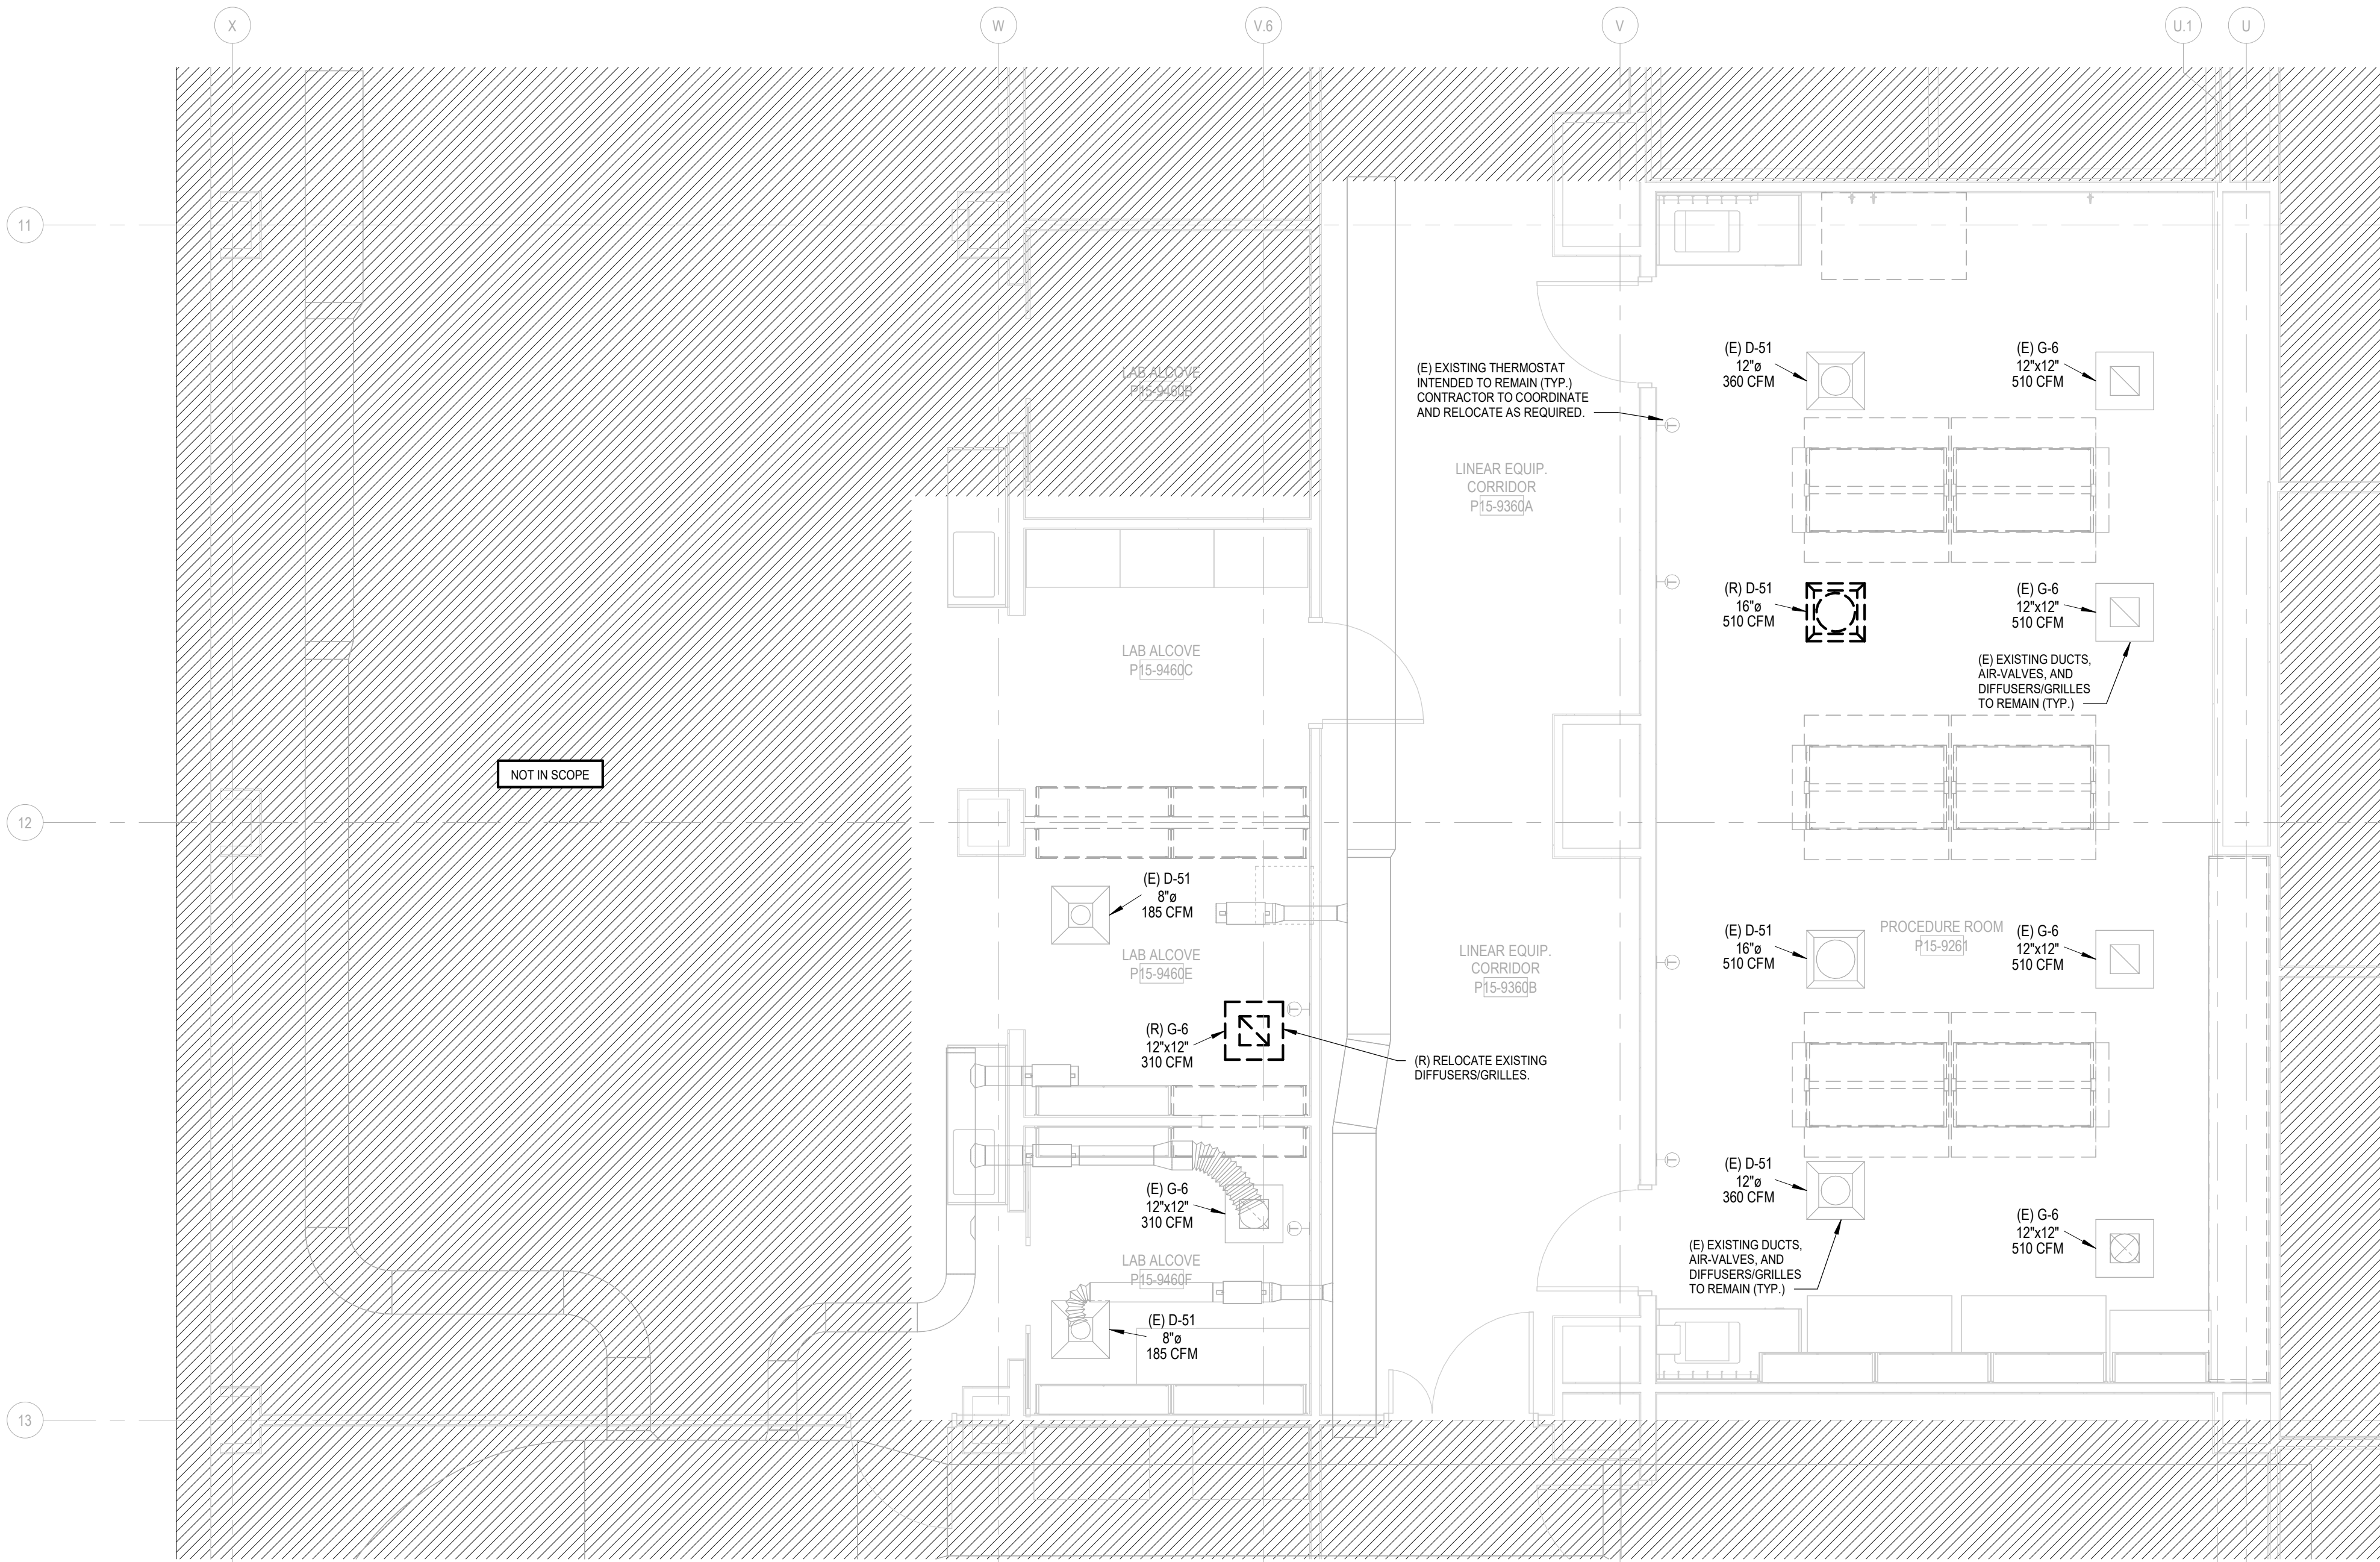 X
W
V.6
V
U.1
U
11
12
13
LAB ALCOVE
P15-9460B
(E) EXISTING THERMOSTAT
INTENDED TO REMAIN (TYP.)
CONTRACTOR TO COORDINATE
AND RELOCATE AS REQUIRED.
(E) D-51
12"ø
360 CFM
(E) G-6
12"x12"
510 CFM
LINEAR EQUIP.
CORRIDOR
P15-9360A
(R) D-51
16"ø
510 CFM
(E) G-6
12"x12"
510 CFM
(E) EXISTING DUCTS,
AIR-VALVES, AND
DIFFUSERS/GRILLES
TO REMAIN (TYP.)
LAB ALCOVE
P15-9460C
NOT IN SCOPE
(E) D-51
8"ø
185 CFM
LAB ALCOVE
P15-9460E
LINEAR EQUIP.
CORRIDOR
P15-9360B
(E) D-51
16"ø
510 CFM
PROCEDURE ROOM
P15-9261
(E) G-6
12"x12"
510 CFM
(R) G-6
12"x12"
310 CFM
(R) RELOCATE EXISTING
DIFFUSERS/GRILLES.
(E) G-6
12"x12"
310 CFM
(E) D-51
12"ø
360 CFM
(E) G-6
12"x12"
510 CFM
(E) EXISTING DUCTS,
AIR-VALVES, AND
DIFFUSERS/GRILLES
TO REMAIN (TYP.)
LAB ALCOVE
P15-9460F
(E) D-51
8"ø
185 CFM